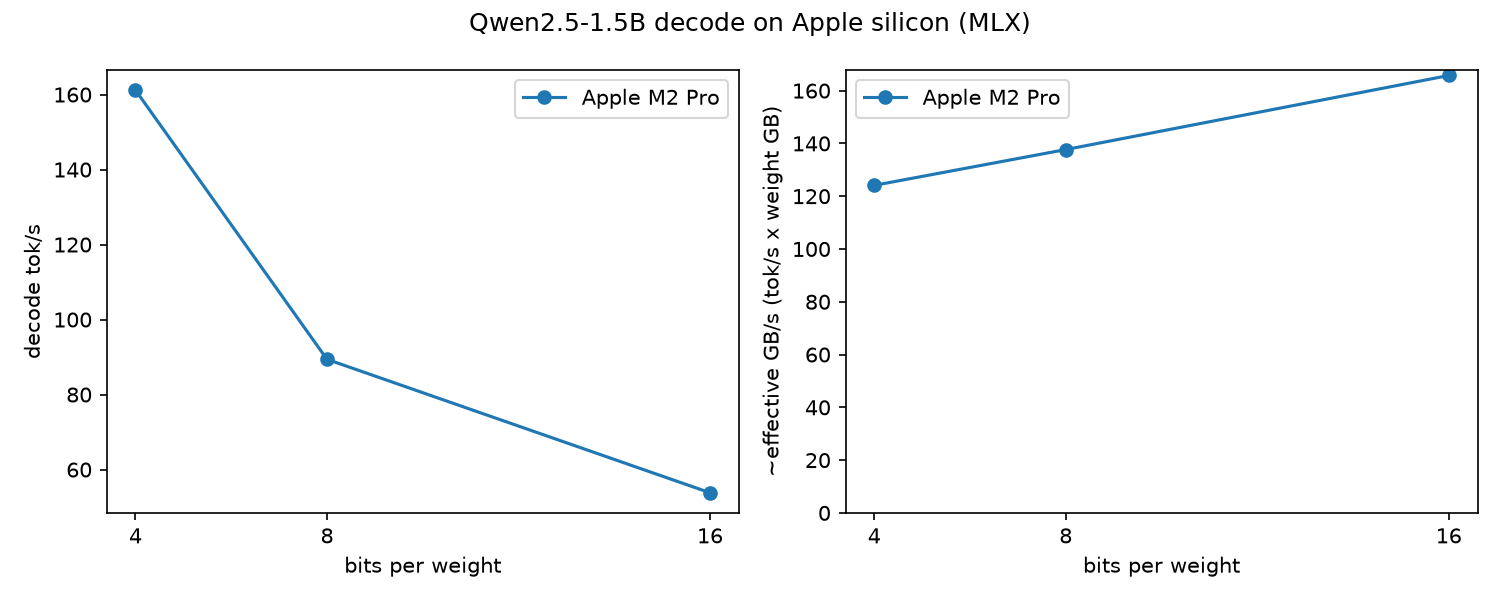 Qwen2.5-1.5B decode on Apple silicon (MLX)
decode tok/s
160
140
120
100
80
60
Apple M2 Pro
4 8 16
bits per weight
~effective GB/s (tok/s x weight GB)
160
140
120
100
80
60
40
20
0
Apple M2 Pro
4 8 16
bits per weight